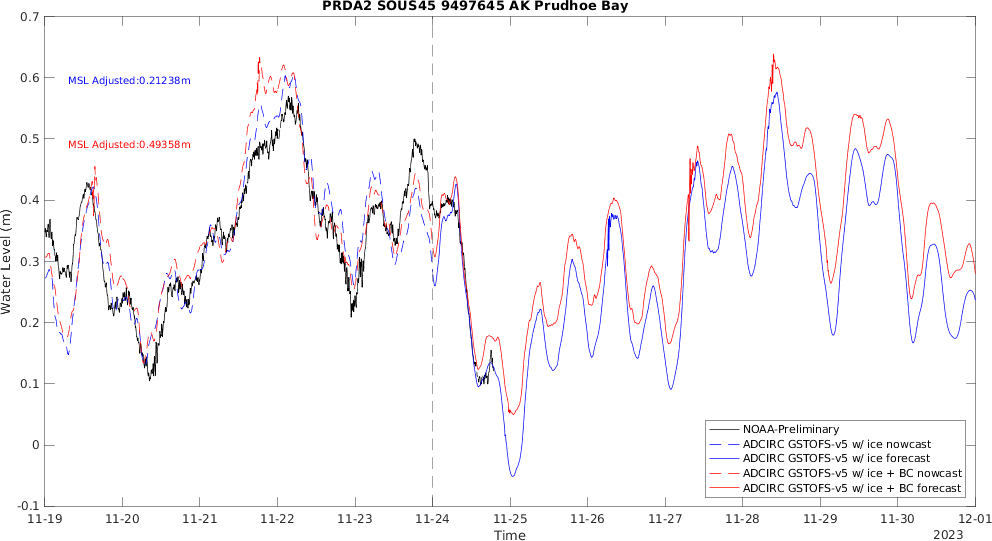 PRDA2 SOUS45 9497645 AK Prudhoe Bay
0.7
0.6
0.5
0.4
0.3
0.2
0.1
0
-0.1
Water Level (m)
MSL Adjusted:0.21238m
MSL Adjusted:0.49358m
NOAA-Preliminary
ADCIRC GSTOFS-v5 w/ ice nowcast
ADCIRC GSTOFS-v5 w/ ice forecast
ADCIRC GSTOFS-v5 w/ ice + BC nowcast
ADCIRC GSTOFS-v5 w/ ice + BC forecast
11-19 11-20 11-21 11-22 11-23 11-24 11-25 11-26 11-27 11-28 11-29 11-30 12-01
Time
2023